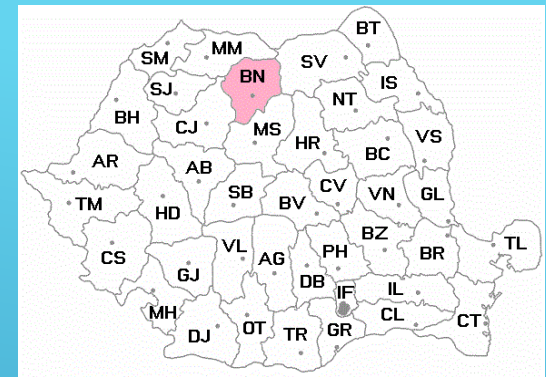 BT
MM
SM
SV
BN
IS
SJ
NT
BH
CJ
MS
VS
HR
BC
AR
AB
CV
SB
VN
GL
TM
BV
HD
BZ
VL
TL
PH
BR
CS
AG
GJ
DB
IF
IL
MH
CL
CT
OT
GR
DJ
TR